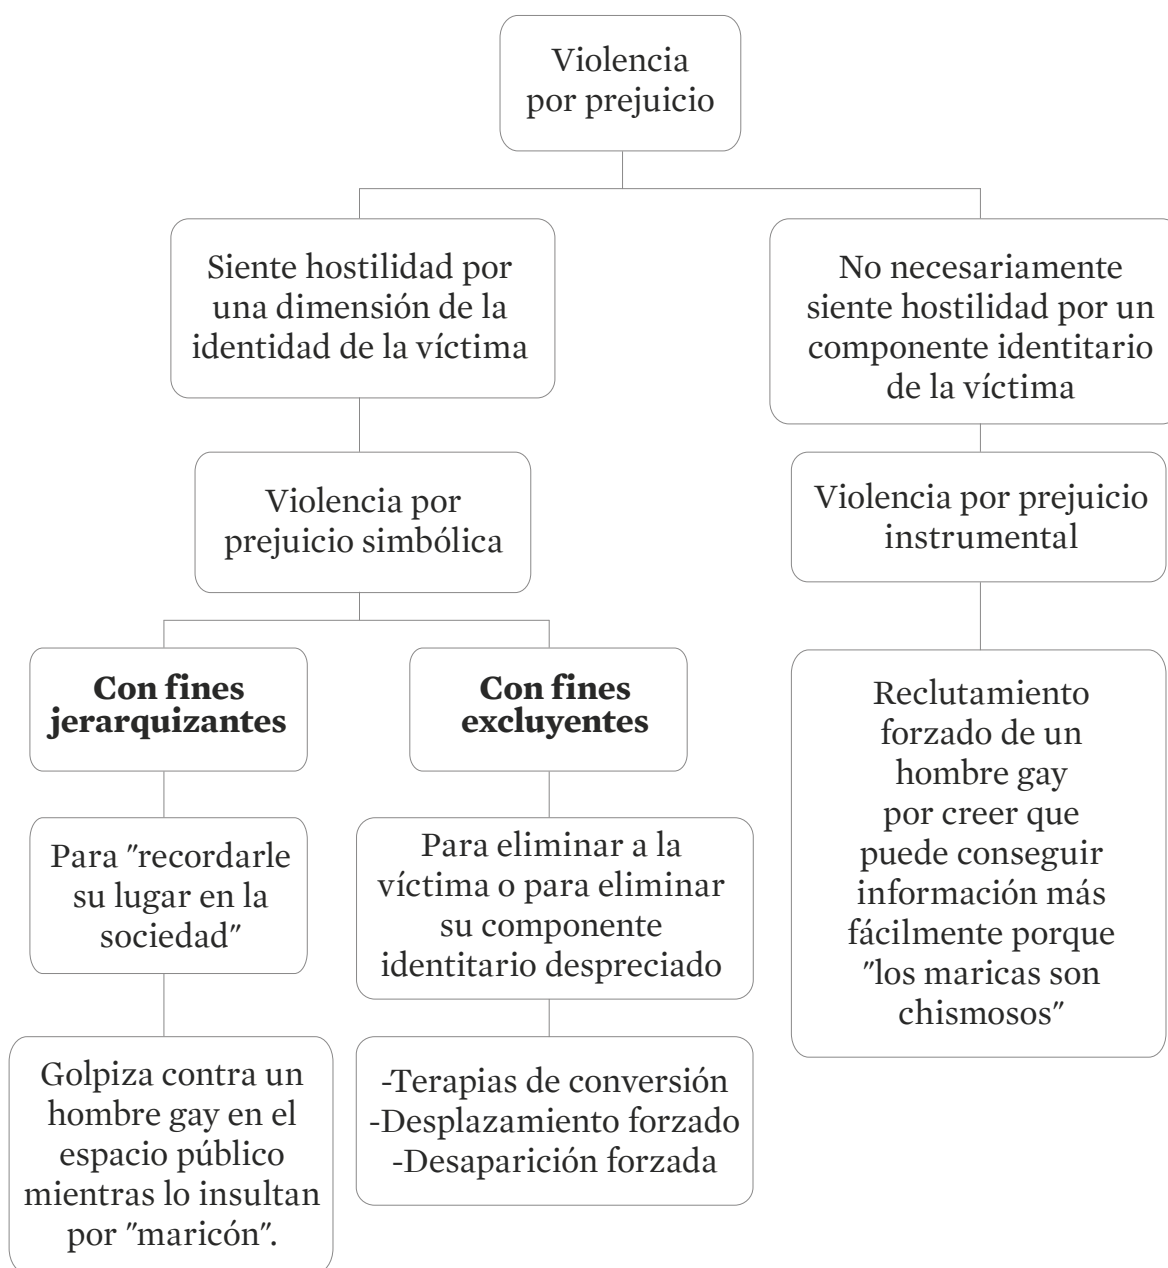 Violencia
por prejuicio
Siente hostilidad por
una dimensión de la
identidad de la víctima
No necesariamente
siente hostilidad por un
componente identitario
de la víctima
Violencia por
prejuicio simbólica
Violencia por prejuicio
instrumental
Con fines
jerarquizantes
Con fines
excluyentes
Para "recordarle
su lugar en la
sociedad"
Para eliminar a la
víctima o para eliminar
su componente
identitario despreciado
Reclutamiento
forzado de un
hombre gay
por creer que
puede conseguir
información más
fácilmente porque
"los maricas son
chismosos"
Golpiza contra un
hombre gay en el
espacio público
mientras lo insultan
por "maricón".
-Terapias de conversión
-Desplazamiento forzado
-Desaparición forzada